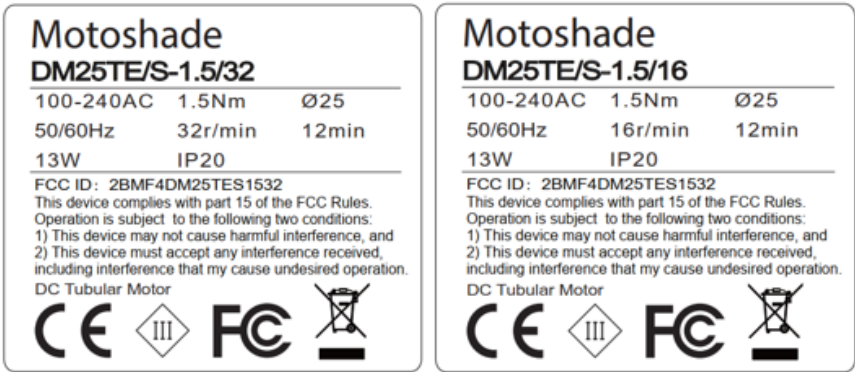 Motoshade
DM25TE/S-1.5/32
100-240AC 1.5Nm Ø25
50/60Hz 32r/min 12min
13W IP20
FCC ID： 2BMF4DM25TES1532
This device complies with part 15 of the FCC Rules.
Operation is subject to the following two conditions:
1) This device may not cause harmful interference, and
2) This device must accept any interference received,
including interference that my cause undesired operation.
DC Tubular Motor
CE III FC
Motoshade
DM25TE/S-1.5/16
100-240AC 1.5Nm Ø25
50/60Hz 16r/min 12min
13W IP20
FCC ID： 2BMF4DM25TES1532
This device complies with part 15 of the FCC Rules.
Operation is subject to the following two conditions:
1) This device may not cause harmful interference, and
2) This device must accept any interference received,
including interference that my cause undesired operation.
DC Tubular Motor
CE III FC